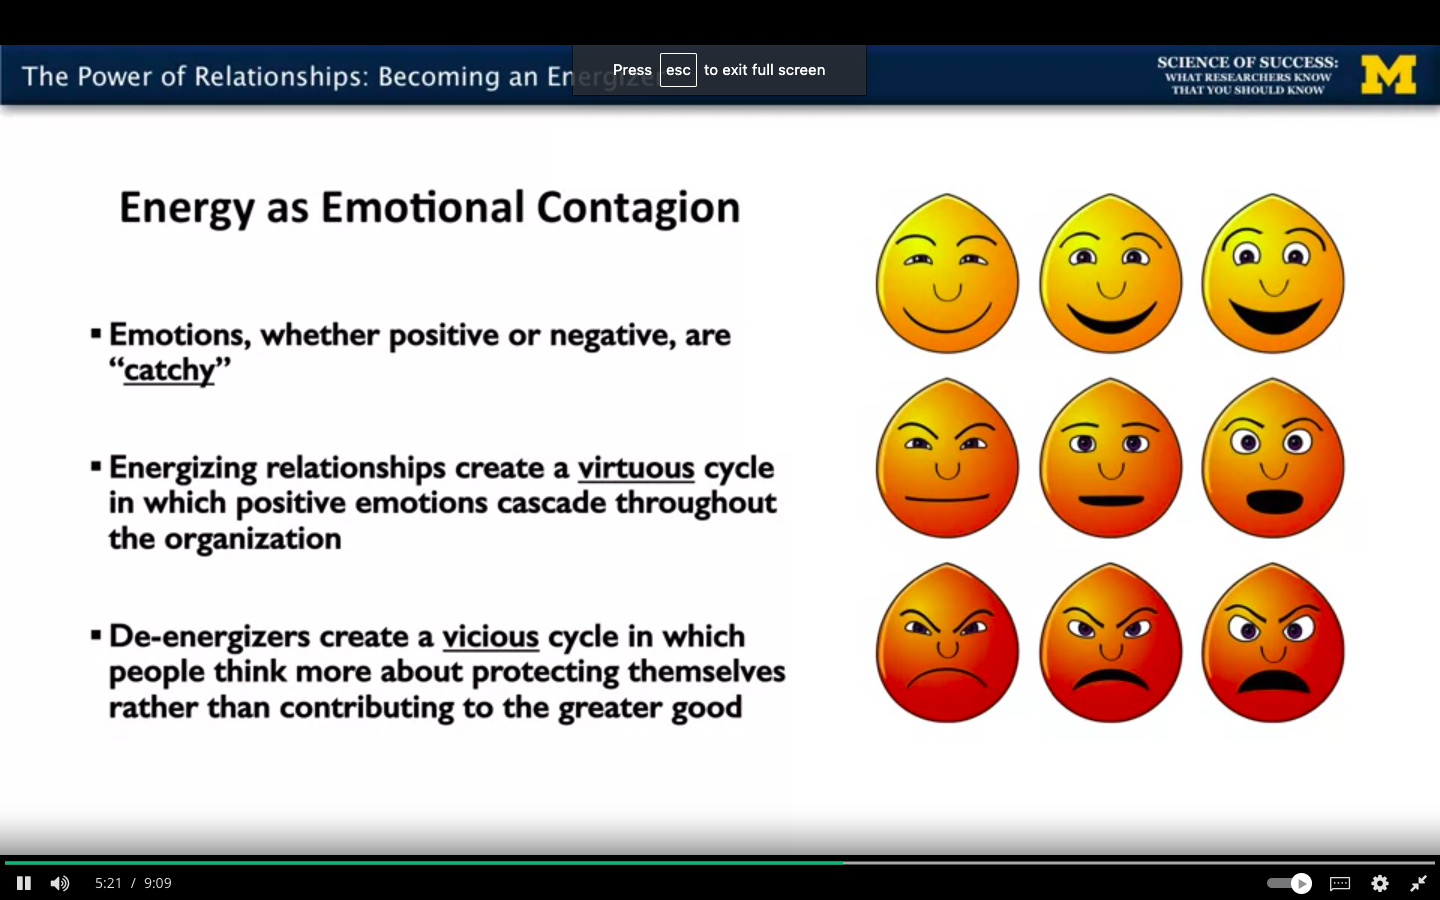 The Power of Relationships: Becoming an Energizer
Press esc to exit full screen
SCIENCE OF SUCCESS:
WHAT RESEARCHERS KNOW
THAT YOU SHOULD KNOW
M
Energy as Emotional Contagion
▪ Emotions, whether positive or negative, are
“catchy”
▪ Energizing relationships create a virtuous cycle
in which positive emotions cascade throughout
the organization
▪ De-energizers create a vicious cycle in which
people think more about protecting themselves
rather than contributing to the greater good
5:21 / 9:09